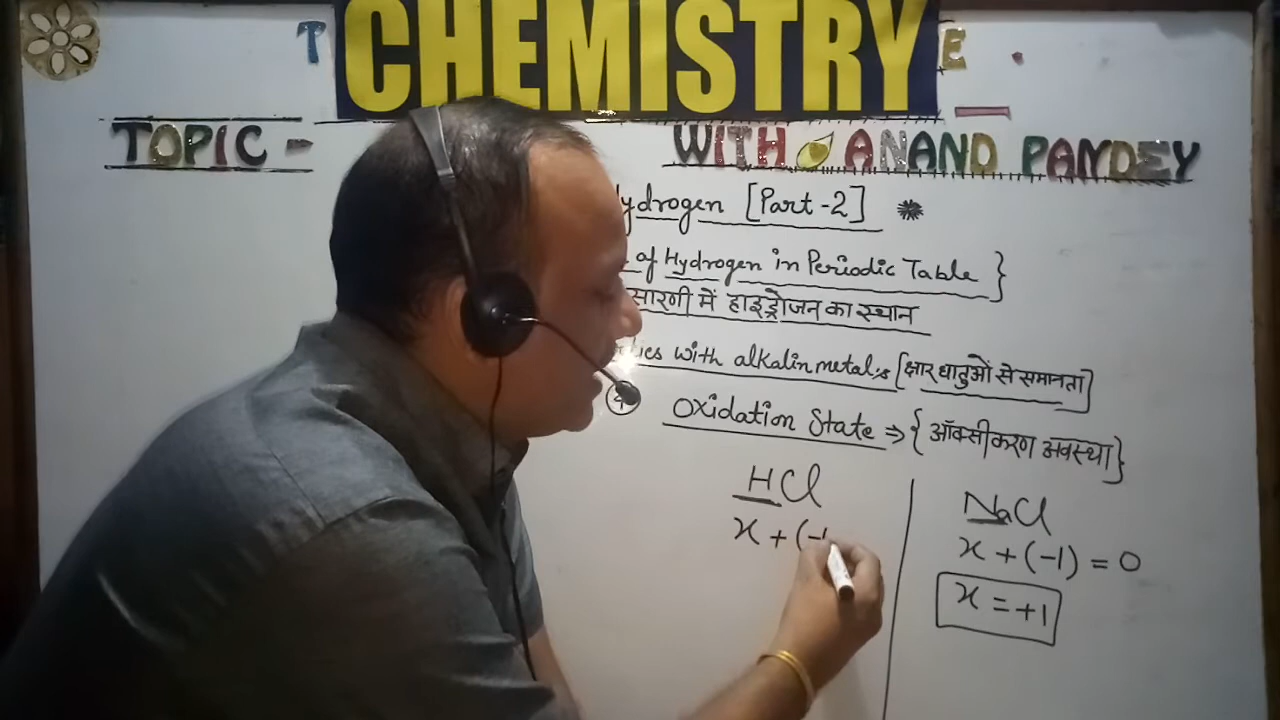 T CHEMISTRY E .
TOPIC - WITH ANAND PANDEY
ydrogen [Part-2]
of Hydrogen in Periodic Table }
सारणी में हाइड्रोजन का स्थान
with alkalin metals [क्षार धातुओं से समानता]
Oxidation State ⇒ {ऑक्सीकरण अवस्था}
HCl
x + (-1
NaCl
x + (-1) = 0
x = +1